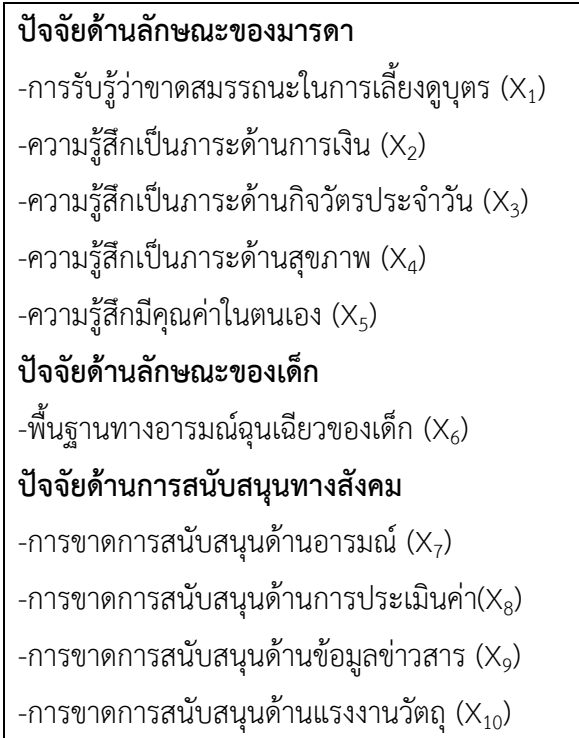 ปัจจัยด้านลักษณะของมารดา
-การรับรู้ว่าขาดสมรรถนะในการเลี้ยงดูบุตร (X₁)
-ความรู้สึกเป็นภาระด้านการเงิน (X₂)
-ความรู้สึกเป็นภาระด้านกิจวัตรประจำวัน (X₃)
-ความรู้สึกเป็นภาระด้านสุขภาพ (X₄)
-ความรู้สึกมีคุณค่าในตนเอง (X₅)
ปัจจัยด้านลักษณะของเด็ก
-พื้นฐานทางอารมณ์ฉุนเฉียวของเด็ก (X₆)
ปัจจัยด้านการสนับสนุนทางสังคม
-การขาดการสนับสนุนด้านอารมณ์ (X₇)
-การขาดการสนับสนุนด้านการประเมินค่า(X₈)
-การขาดการสนับสนุนด้านข้อมูลข่าวสาร (X₉)
-การขาดการสนับสนุนด้านแรงงานวัตถุ (X₁₀)